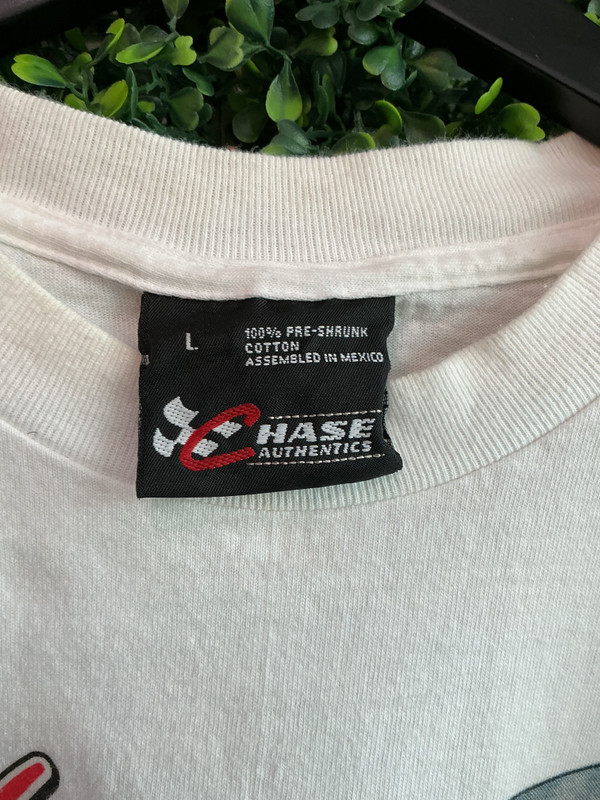 L
100% PRE-SHRUNK
COTTON
ASSEMBLED IN MEXICO
CHASE
AUTHENTICS